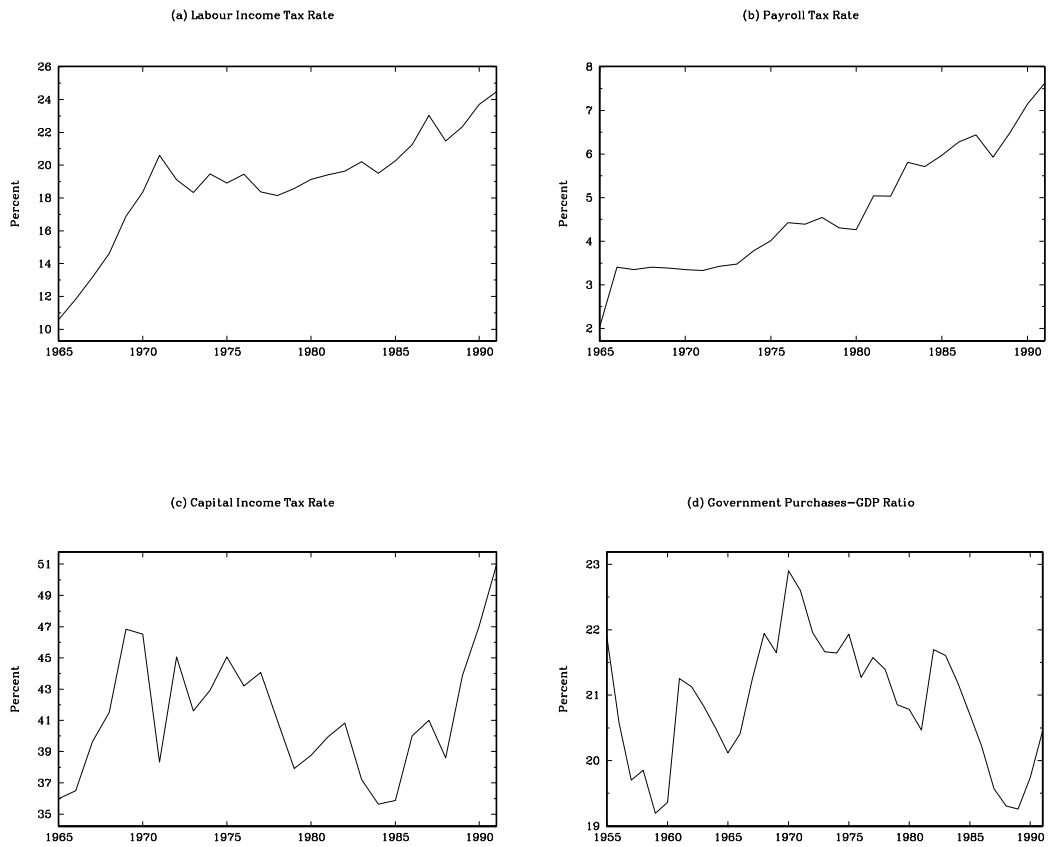 (a) Labour Income Tax Rate
26
24
22
20
18
16
14
12
10
Percent
1965 1970 1975 1980 1985 1990
(b) Payroll Tax Rate
8
7
6
5
4
3
2
Percent
1965 1970 1975 1980 1985 1990
(c) Capital Income Tax Rate
51
49
47
45
43
41
39
37
35
Percent
1965 1970 1975 1980 1985 1990
(d) Government Purchases–GDP Ratio
23
22
21
20
19
Percent
1955 1960 1965 1970 1975 1980 1985 1990